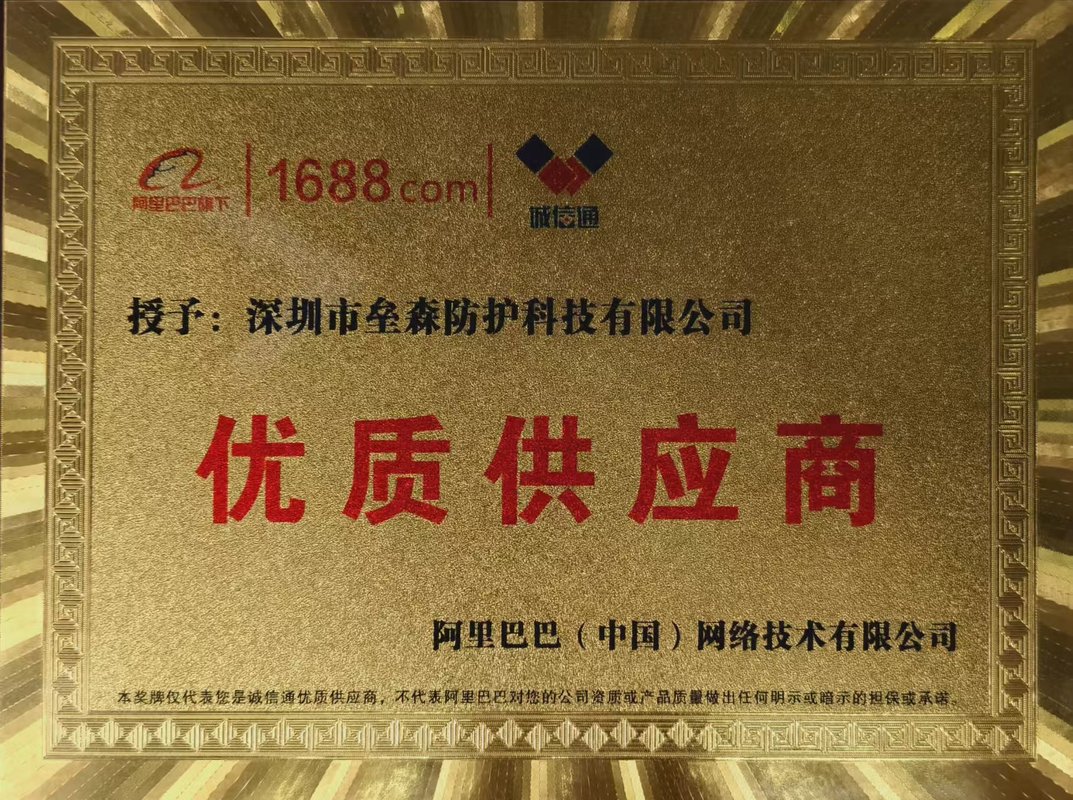 阿里巴巴旗下 | 1688.com | 诚信通
授予：深圳市垒森防护科技有限公司
优质供应商
阿里巴巴（中国）网络技术有限公司
本奖牌仅代表您是诚信通优质供应商，不代表阿里巴巴对您的公司资质或产品质量做出任何明示或暗示的担保或承诺。